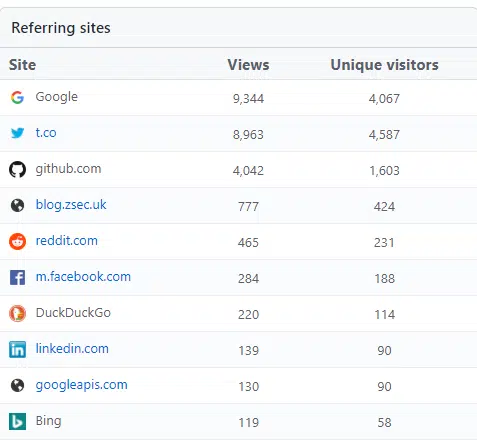 Referring sites
Site Views Unique visitors
Google 9,344 4,067
t.co 8,963 4,587
github.com 4,042 1,603
blog.zsec.uk 777 424
reddit.com 465 231
m.facebook.com 284 188
DuckDuckGo 220 114
linkedin.com 139 90
googleapis.com 130 90
Bing 119 58